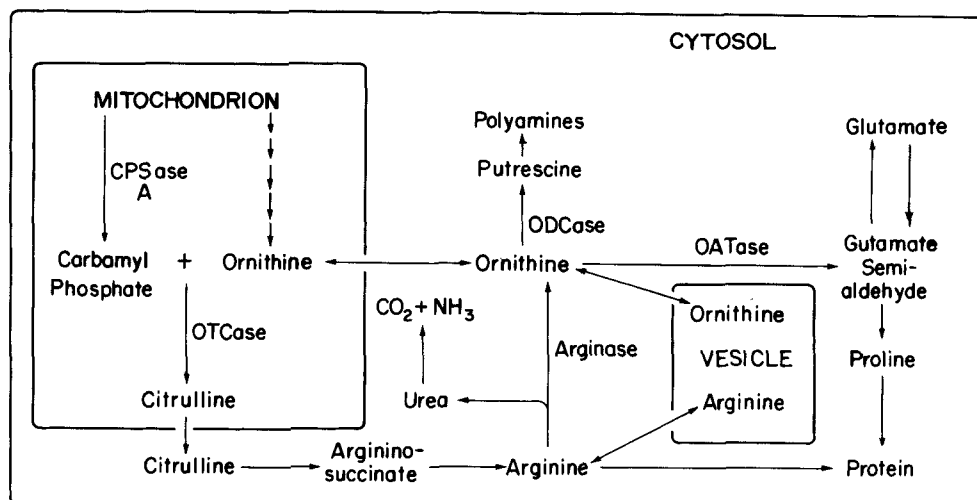 CYTOSOL
MITOCHONDRION
CPSase
A
Carbamyl
Phosphate
+
Ornithine
OTCase
Citrulline
Citrulline
Arginino-
succinate
Polyamines
Putrescine
ODCase
Ornithine
CO2 + NH3
Urea
Arginase
Arginine
OATase
Ornithine
VESICLE
Arginine
Glutamate
Gutamate
Semi-
aldehyde
Proline
Protein